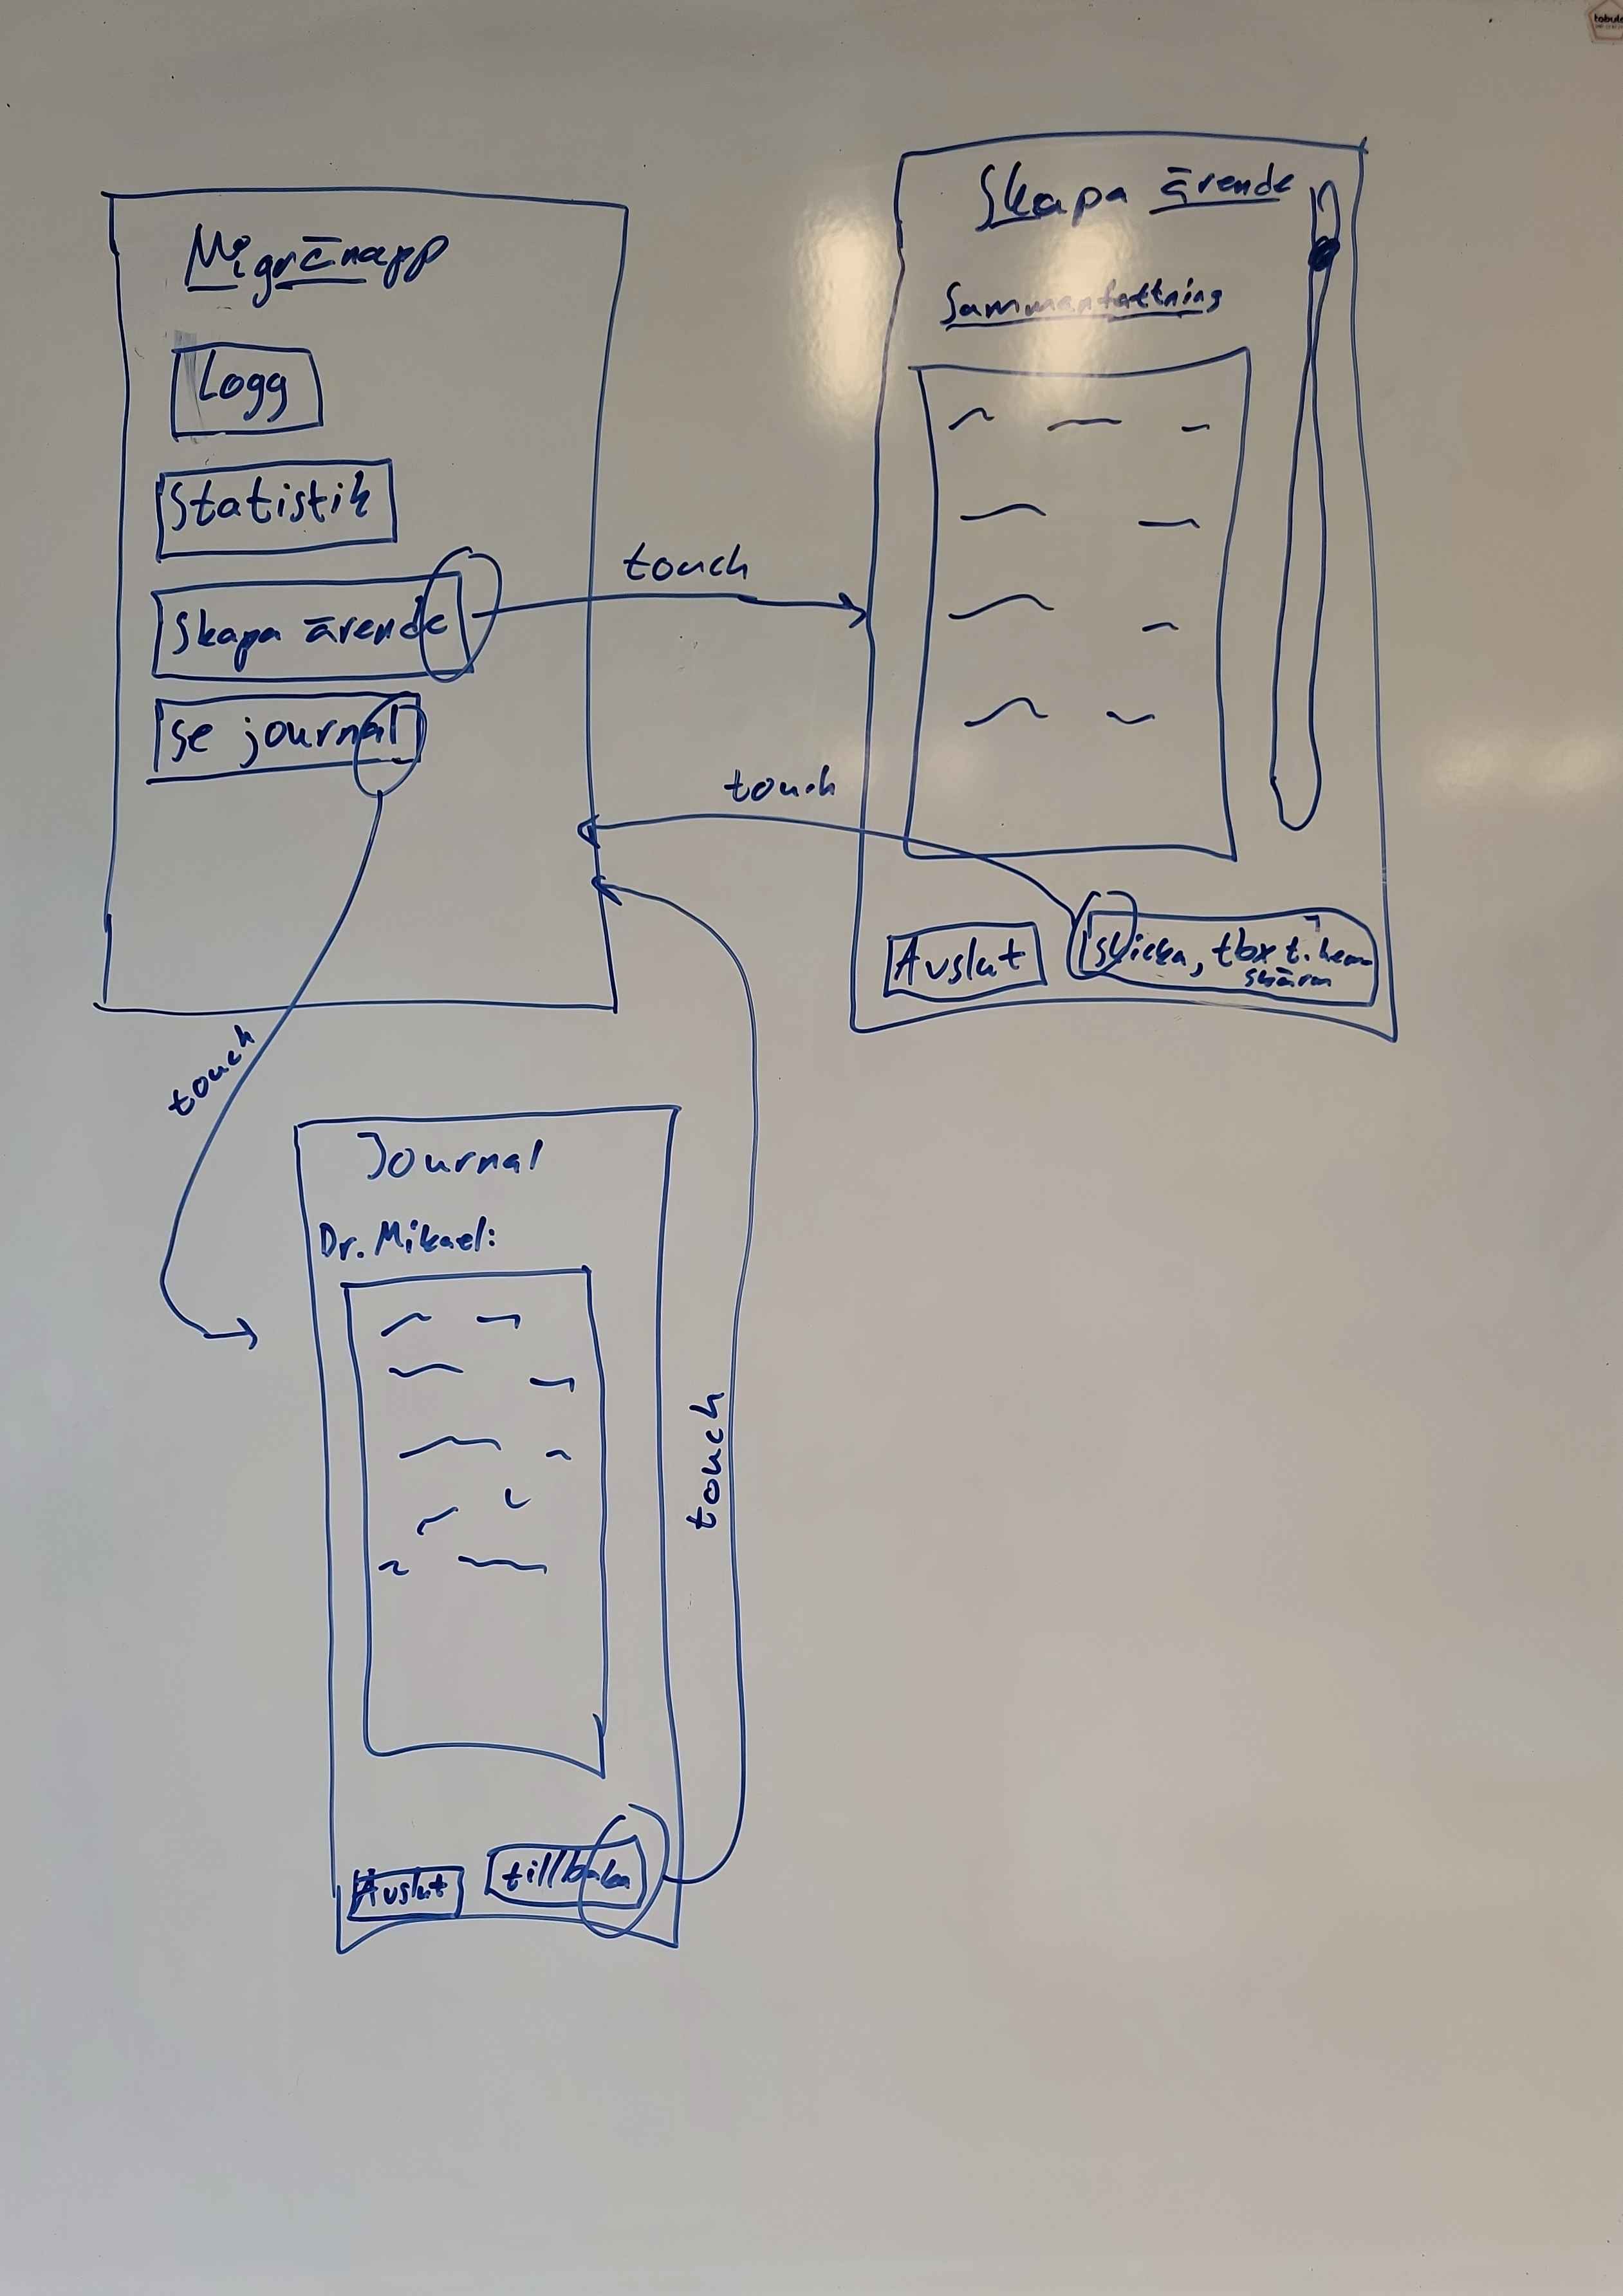 Migränapp
Logg
Statistik
Skapa ärende
Se journal
touch
Skapa ärende
Sammanfattning
touch
Avslut
skicka, tbx t. hem-
skärm
touch
Journal
Dr. Mikael:
touch
Avslut
tillbaka